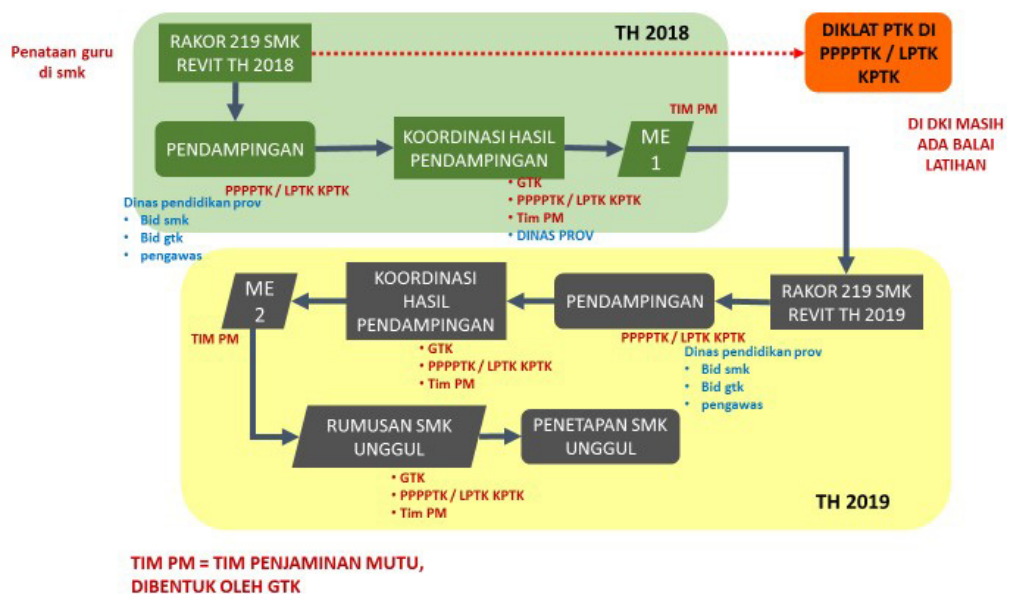 Penataan guru
di smk
RAKOR 219 SMK
REVIT TH 2018
TH 2018
DIKLAT PTK DI
PPPPTK / LPTK
KPTK
PENDAMPINGAN
KOORDINASI HASIL
PENDAMPINGAN
TIM PM
ME
1
DI DKI MASIH
ADA BALAI
LATIHAN
PPPPTK / LPTK KPTK
Dinas pendidikan prov
• Bid smk
• Bid gtk
• pengawas
• GTK
• PPPPTK / LPTK KPTK
• Tim PM
• DINAS PROV
RAKOR 219 SMK
REVIT TH 2019
PENDAMPINGAN
PPPPTK / LPTK KPTK
Dinas pendidikan prov
• Bid smk
• Bid gtk
• pengawas
KOORDINASI
HASIL
PENDAMPINGAN
• GTK
• PPPPTK / LPTK KPTK
• Tim PM
ME
2
TIM PM
RUMUSAN SMK
UNGGUL
• GTK
• PPPPTK / LPTK KPTK
• Tim PM
PENETAPAN SMK
UNGGUL
TH 2019
TIM PM = TIM PENJAMINAN MUTU,
DIBENTUK OLEH GTK